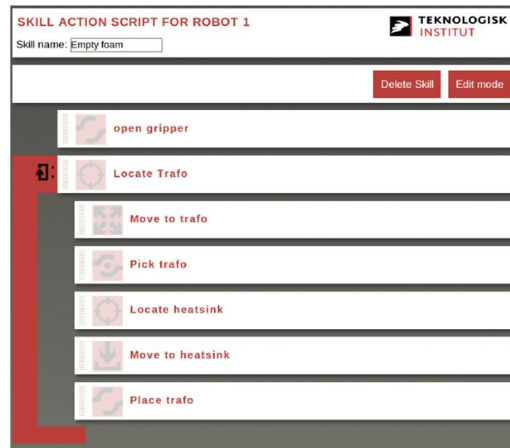 SKILL ACTION SCRIPT FOR ROBOT 1
TEKNOLOGISK
INSTITUT
Skill name: Empty foam
Delete Skill Edit mode
open gripper
Locate Trafo
Move to trafo
Pick trafo
Locate heatsink
Move to heatsink
Place trafo